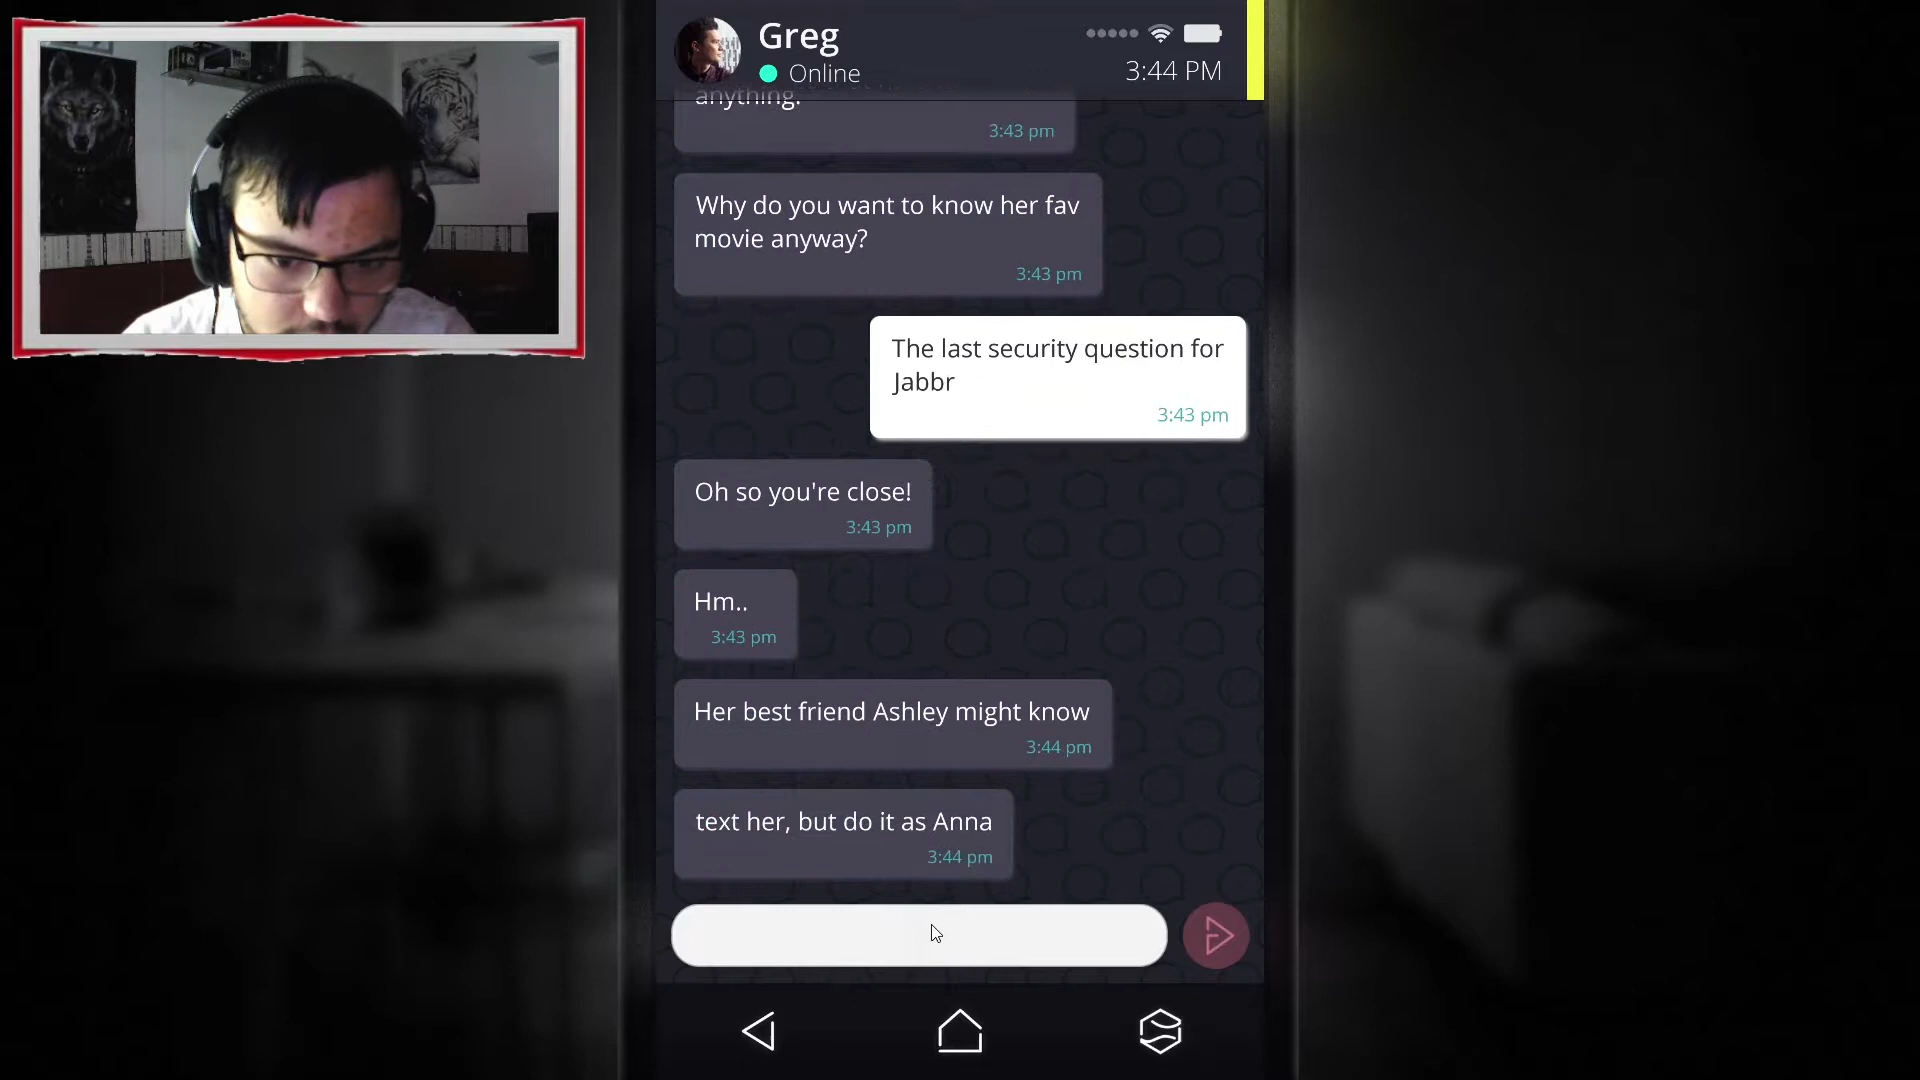 Greg
Online
3:44 PM
anything.
3:43 pm
Why do you want to know her fav
movie anyway?
3:43 pm
The last security question for
Jabbr
3:43 pm
Oh so you're close!
3:43 pm
Hm..
3:43 pm
Her best friend Ashley might know
3:44 pm
text her, but do it as Anna
3:44 pm